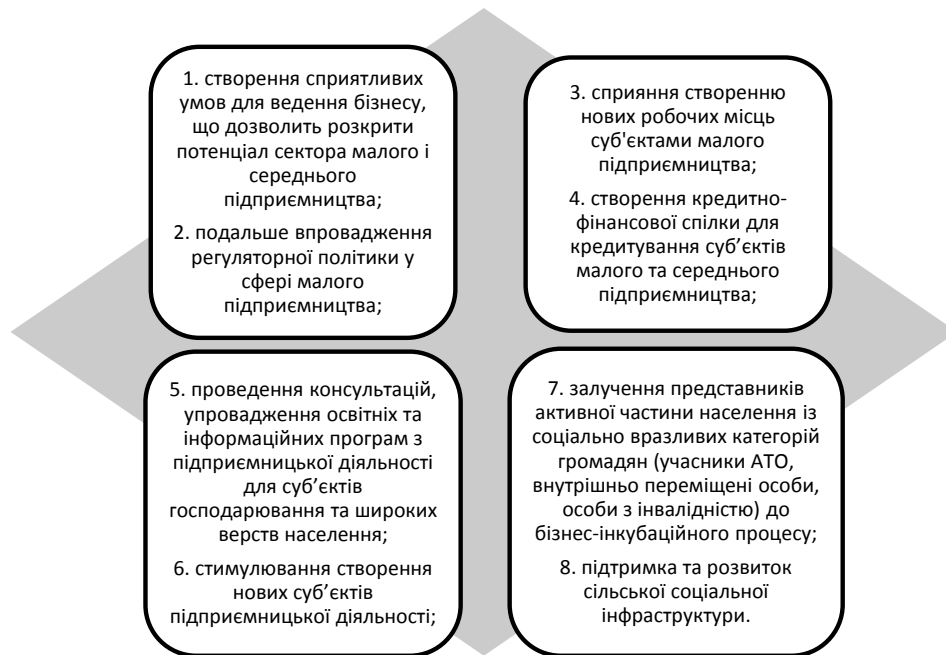 1. створення сприятливих
умов для ведення бізнесу,
що дозволить розкрити
потенціал сектора малого і
середнього
підприємництва;
2. подальше впровадження
регуляторної політики у
сфері малого
підприємництва;
3. сприяння створенню
нових робочих місць
суб'єктами малого
підприємництва;
4. створення кредитно-
фінансової спілки для
кредитування суб’єктів
малого та середнього
підприємництва;
5. проведення консультацій,
упровадження освітніх та
інформаційних програм з
підприємницької діяльності
для суб’єктів
господарювання та широких
верств населення;
6. стимулювання створення
нових суб’єктів
підприємницької діяльності;
7. залучення представників
активної частини населення із
соціально вразливих категорій
громадян (учасники АТО,
внутрішньо переміщені особи,
особи з інвалідністю) до
бізнес-інкубаційного процесу;
8. підтримка та розвиток
сільської соціальної
інфраструктури.